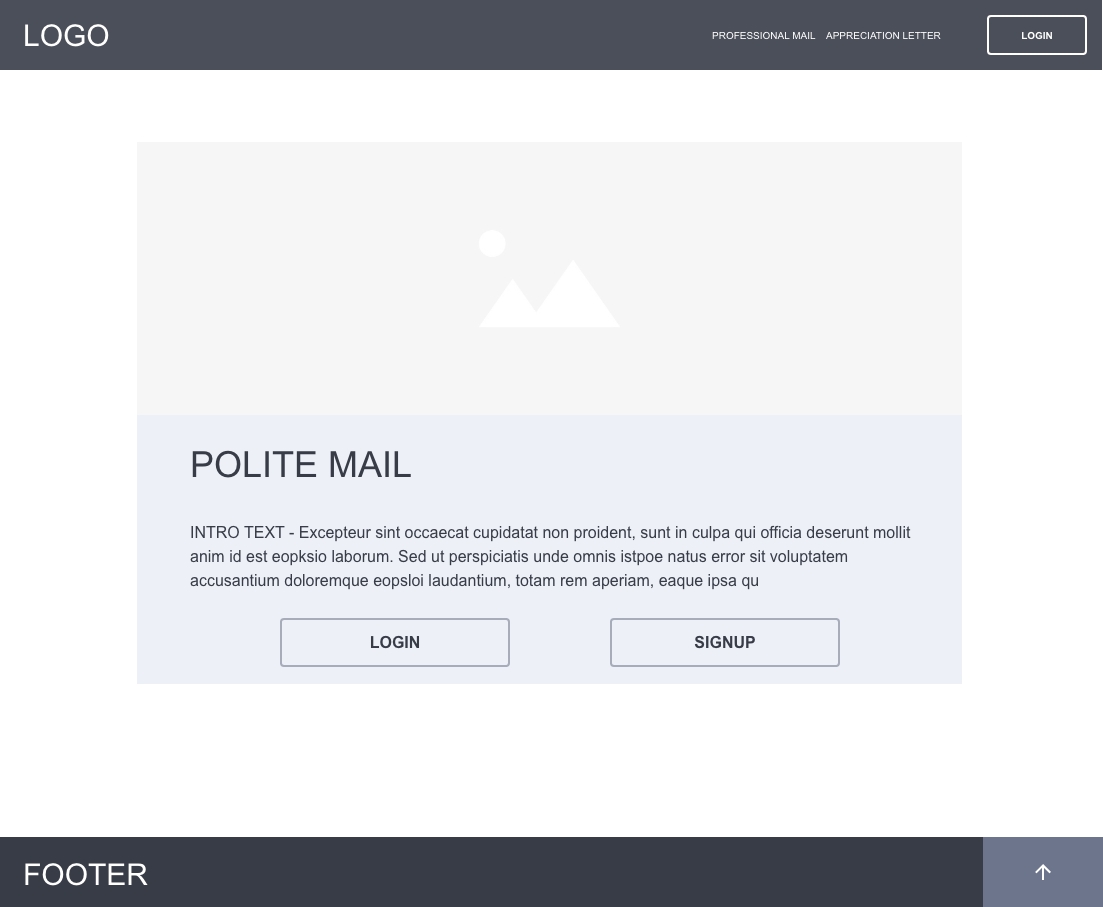 LOGO
PROFESSIONAL MAIL
APPRECIATION LETTER
LOGIN
POLITE MAIL
INTRO TEXT - Excepteur sint occaecat cupidatat non proident, sunt in culpa qui officia deserunt mollit
anim id est eopksio laborum. Sed ut perspiciatis unde omnis istpoe natus error sit voluptatem
accusantium doloremque eopsloi laudantium, totam rem aperiam, eaque ipsa qu
LOGIN
SIGNUP
FOOTER